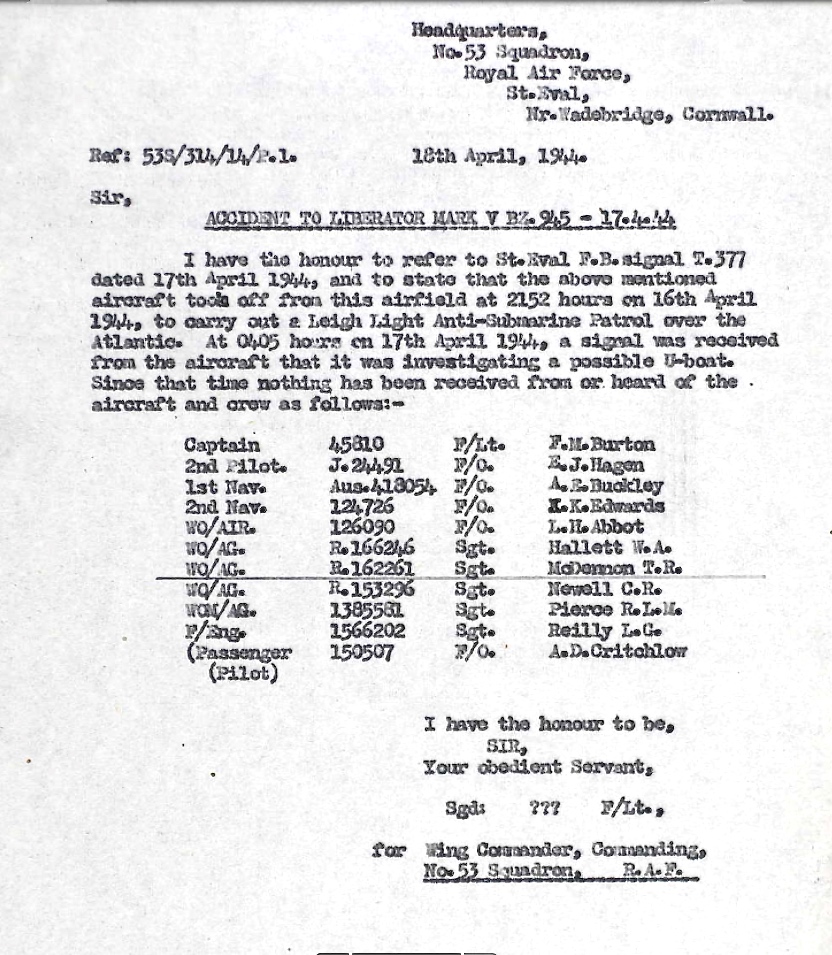 Headquarters,
No.53 Squadron,
Royal Air Force,
St.Eval,
Nr.Wadebridge, Cornwall.
Ref: 53S/314/14/P.1.
18th April, 1944.
Sir,
ACCIDENT TO LIBERATOR MARK V BZ.945 - 17.4.44
I have the honour to refer to St.Eval F.B.signal T.377
dated 17th April 1944, and to state that the above mentioned
aircraft took off from this airfield at 2152 hours on 16th April
1944, to carry out a Leigh Light Anti-Submarine Patrol over the
Atlantic. At 0405 hours on 17th April 1944, a signal was received
from the aircraft that it was investigating a possible U-boat.
Since that time nothing has been received from or heard of the
aircraft and crew as follows:-
Captain 45810 F/Lt. F.M.Burton
2nd Pilot. J.24491 F/O. E.J.Hagen
1st Nav. Aus.418054 F/O. A.E.Buckley
2nd Nav. 124726 F/O. K.K.Edwards
WO/AIR. 126090 F/O. L.H.Abbot
WO/AG. R.166246 Sgt. Hallett W.A.
WO/AG. R.162261 Sgt. McDermon T.R.
WO/AG. R.153296 Sgt. Newell C.R.
WOM/AG. 1385581 Sgt. Pierce R.L.M.
F/Eng. 1566202 Sgt. Reilly L.C.
(Passenger 150507 F/O. A.D.Critchlow
(Pilot)
I have the honour to be,
SIR,
Your obedient Servant,
Sgd: ??? F/Lt.,
for Wing Commander, Commanding,
No.53 Squadron, R.A.F.